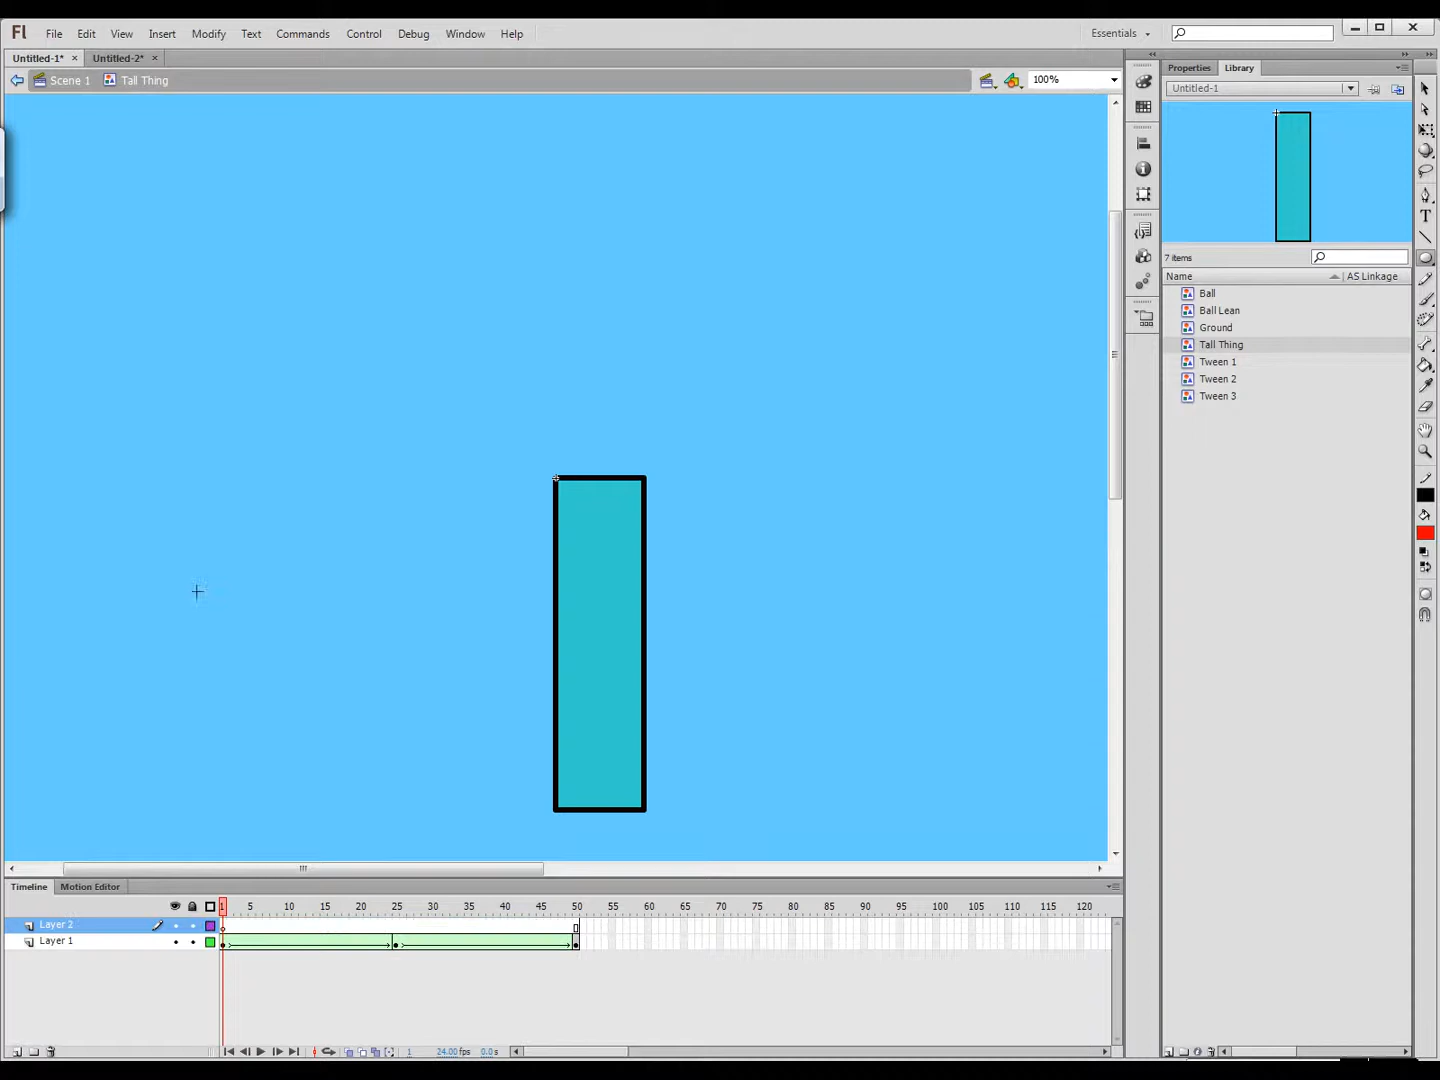 Fl File Edit View Insert Modify Text Commands Control Debug Window Help Essentials
Untitled-1* Untitled-2*
Scene 1 Tall Thing 100%
Properties Library
Untitled-1
7 items
Name AS Linkage
Ball
Ball Lean
Ground
Tall Thing
Tween 1
Tween 2
Tween 3
T
Timeline Motion Editor
1 5 10 15 20 25 30 35 40 45 50 55 60 65 70 75 80 85 90 95 100 105 110 115 120
Layer 2
Layer 1
1 24.00 fps 0.0 s